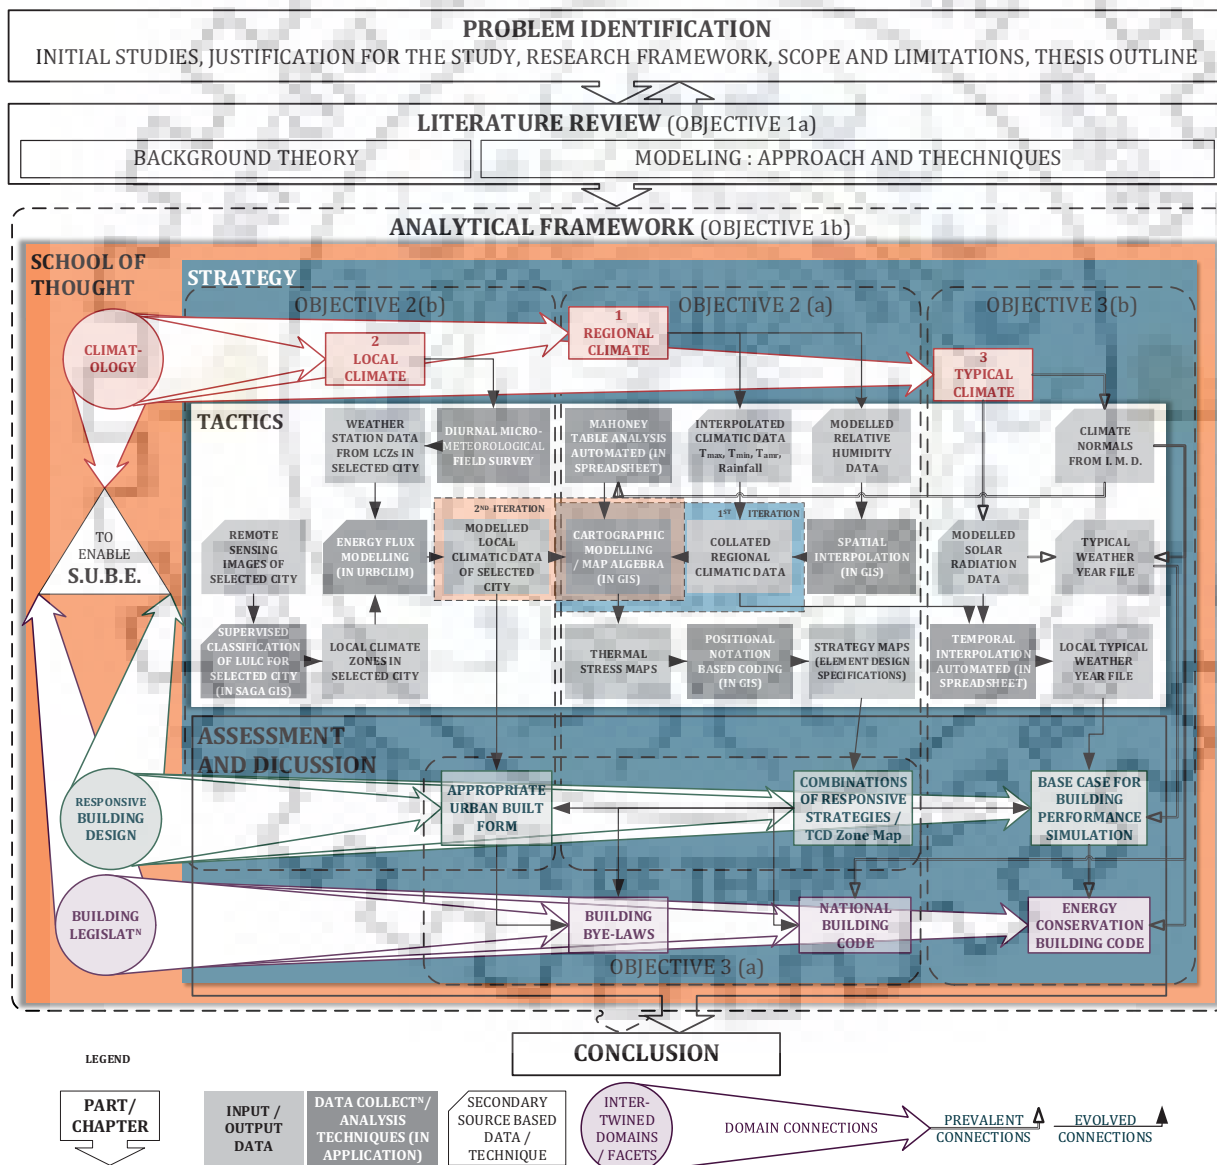 PROBLEM IDENTIFICATION
INITIAL STUDIES, JUSTIFICATION FOR THE STUDY, RESEARCH FRAMEWORK, SCOPE AND LIMITATIONS, THESIS OUTLINE
LITERATURE REVIEW (OBJECTIVE 1a)
BACKGROUND THEORY
MODELING : APPROACH AND THECHNIQUES
ANALYTICAL FRAMEWORK (OBJECTIVE 1b)
SCHOOL OF
THOUGHT
STRATEGY
OBJECTIVE 2(b)
OBJECTIVE 2 (a)
OBJECTIVE 3(b)
CLIMAT-
OLOGY
2
LOCAL
CLIMATE
1
REGIONAL
CLIMATE
3
TYPICAL
CLIMATE
TACTICS
WEATHER
STATION DATA
FROM LCZs IN
SELECTED CITY
DIURNAL MICRO-
METEOROLOGICAL
FIELD SURVEY
MAHONEY
TABLE ANALYSIS
AUTOMATED (IN
SPREADSHEET)
INTERPOLATED
CLIMATIC DATA
Tmax, Tmin, Tamr,
Rainfall
MODELLED
RELATIVE
HUMIDITY
DATA
CLIMATE
NORMALS
FROM I. M. D.
TO
ENABLE
S.U.B.E.
REMOTE
SENSING
IMAGES OF
SELECTED CITY
ENERGY FLUX
MODELLING
(IN URBCLIM)
2ND ITERATION
MODELLED
LOCAL
CLIMATIC DATA
OF SELECTED
CITY
CARTOGRAPHIC
MODELLING
/ MAP ALGEBRA
(IN GIS)
1ST ITERATION
COLLATED
REGIONAL
CLIMATIC DATA
SPATIAL
INTERPOLATION
(IN GIS)
MODELLED
SOLAR
RADIATION
DATA
TYPICAL
WEATHER
YEAR FILE
SUPERVISED
CLASSIFICATION
OF LULC FOR
SELECTED CITY
(IN SAGA GIS)
LOCAL CLIMATE
ZONES IN
SELECTED CITY
THERMAL
STRESS MAPS
POSITIONAL
NOTATION
BASED CODING
(IN GIS)
STRATEGY MAPS
(ELEMENT DESIGN
SPECIFICATIONS)
TEMPORAL
INTERPOLATION
AUTOMATED (IN
SPREADSHEET)
LOCAL TYPICAL
WEATHER
YEAR FILE
ASSESSMENT
AND DICUSSION
RESPONSIVE
BUILDING
DESIGN
APPROPRIATE
URBAN BUILT
FORM
COMBINATIONS
OF RESPONSIVE
STRATEGIES /
TCD Zone Map
BASE CASE FOR
BUILDING
PERFORMANCE
SIMULATION
BUILDING
LEGISLATN
BUILDING
BYE-LAWS
NATIONAL
BUILDING
CODE
ENERGY
CONSERVATION
BUILDING CODE
OBJECTIVE 3 (a)
CONCLUSION
LEGEND
PART/
CHAPTER
INPUT /
OUTPUT
DATA
DATA COLLECTN/
ANALYSIS
TECHNIQUES (IN
APPLICATION)
SECONDARY
SOURCE BASED
DATA /
TECHNIQUE
INTER-
TWINED
DOMAINS
/ FACETS
DOMAIN CONNECTIONS
PREVALENT
CONNECTIONS
EVOLVED
CONNECTIONS